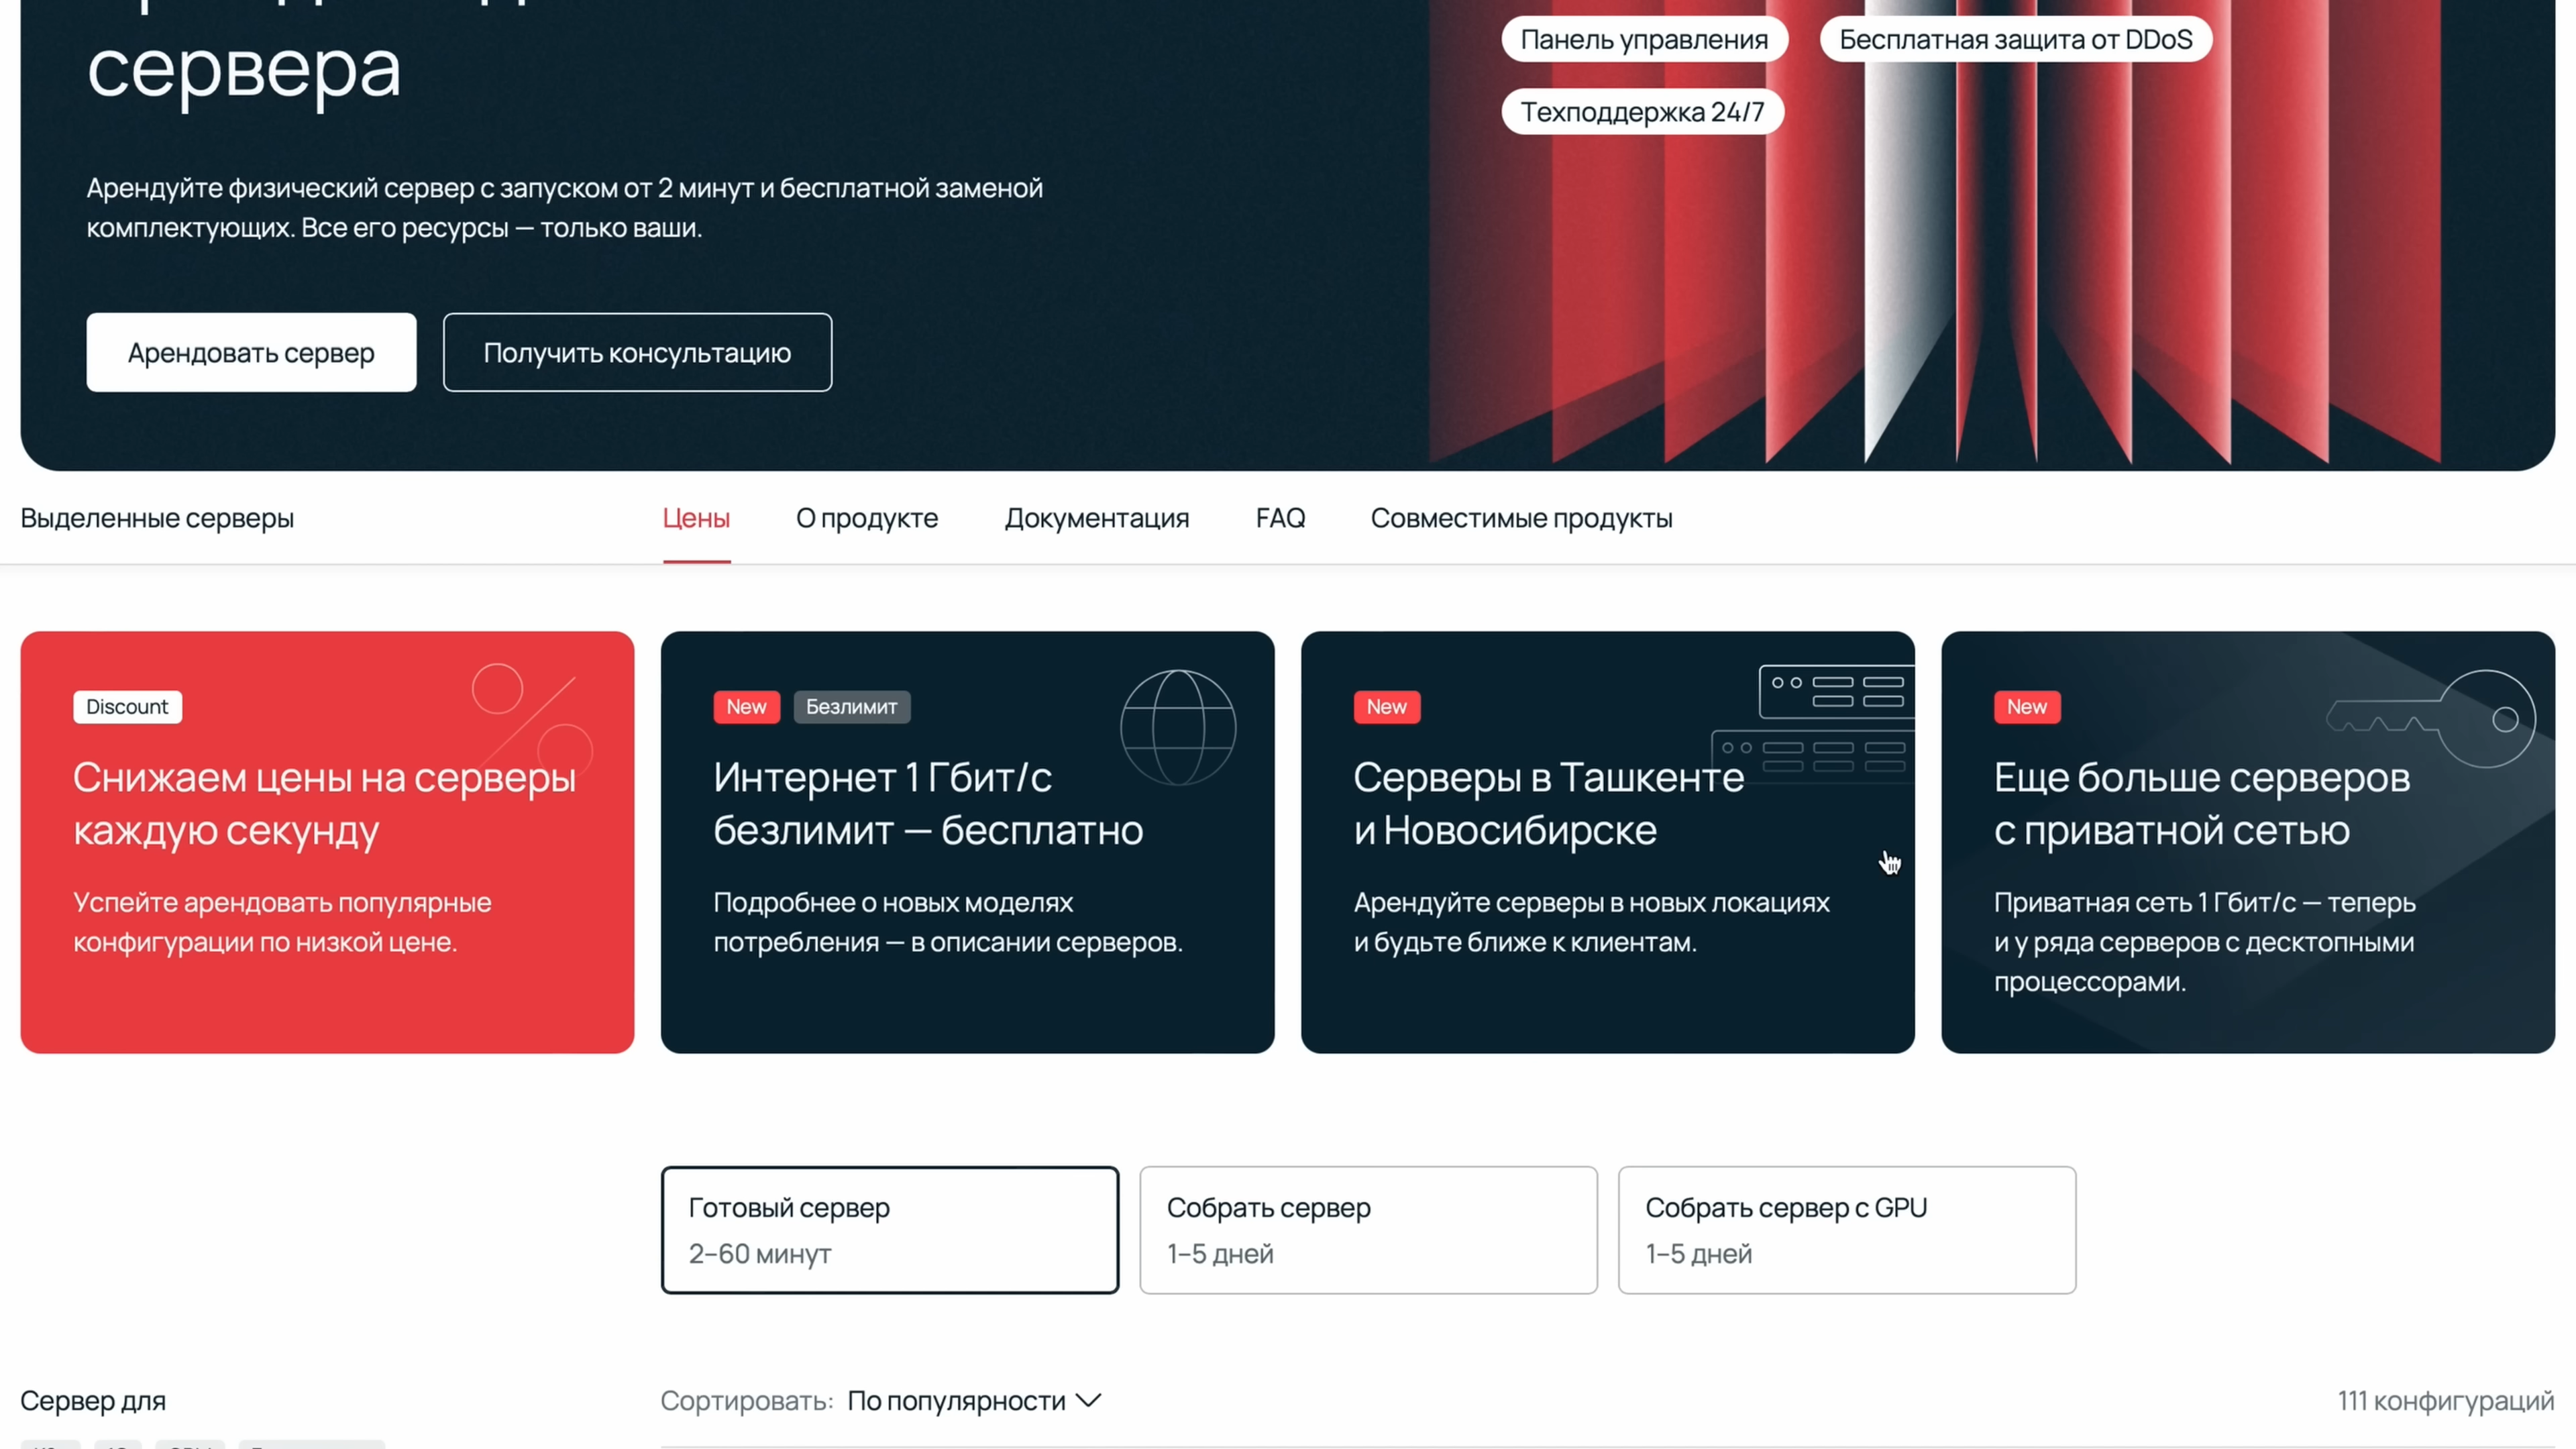 сервера
Панель управления
Бесплатная защита от DDoS
Техподдержка 24/7
Арендуйте физический сервер с запуском от 2 минут и бесплатной заменой
комплектующих. Все его ресурсы — только ваши.
Арендовать сервер
Получить консультацию
Выделенные серверы
Цены
О продукте
Документация
FAQ
Совместимые продукты
Discount
Снижаем цены на серверы
каждую секунду
Успейте арендовать популярные
конфигурации по низкой цене.
New
Безлимит
Интернет 1 Гбит/с
безлимит — бесплатно
Подробнее о новых моделях
потребления — в описании серверов.
New
Серверы в Ташкенте
и Новосибирске
Арендуйте серверы в новых локациях
и будьте ближе к клиентам.
New
Еще больше серверов
с приватной сетью
Приватная сеть 1 Гбит/с — теперь
и у ряда серверов с десктопными
процессорами.
Готовый сервер
2–60 минут
Собрать сервер
1–5 дней
Собрать сервер с GPU
1–5 дней
Сервер для
Сортировать: По популярности
111 конфигураций